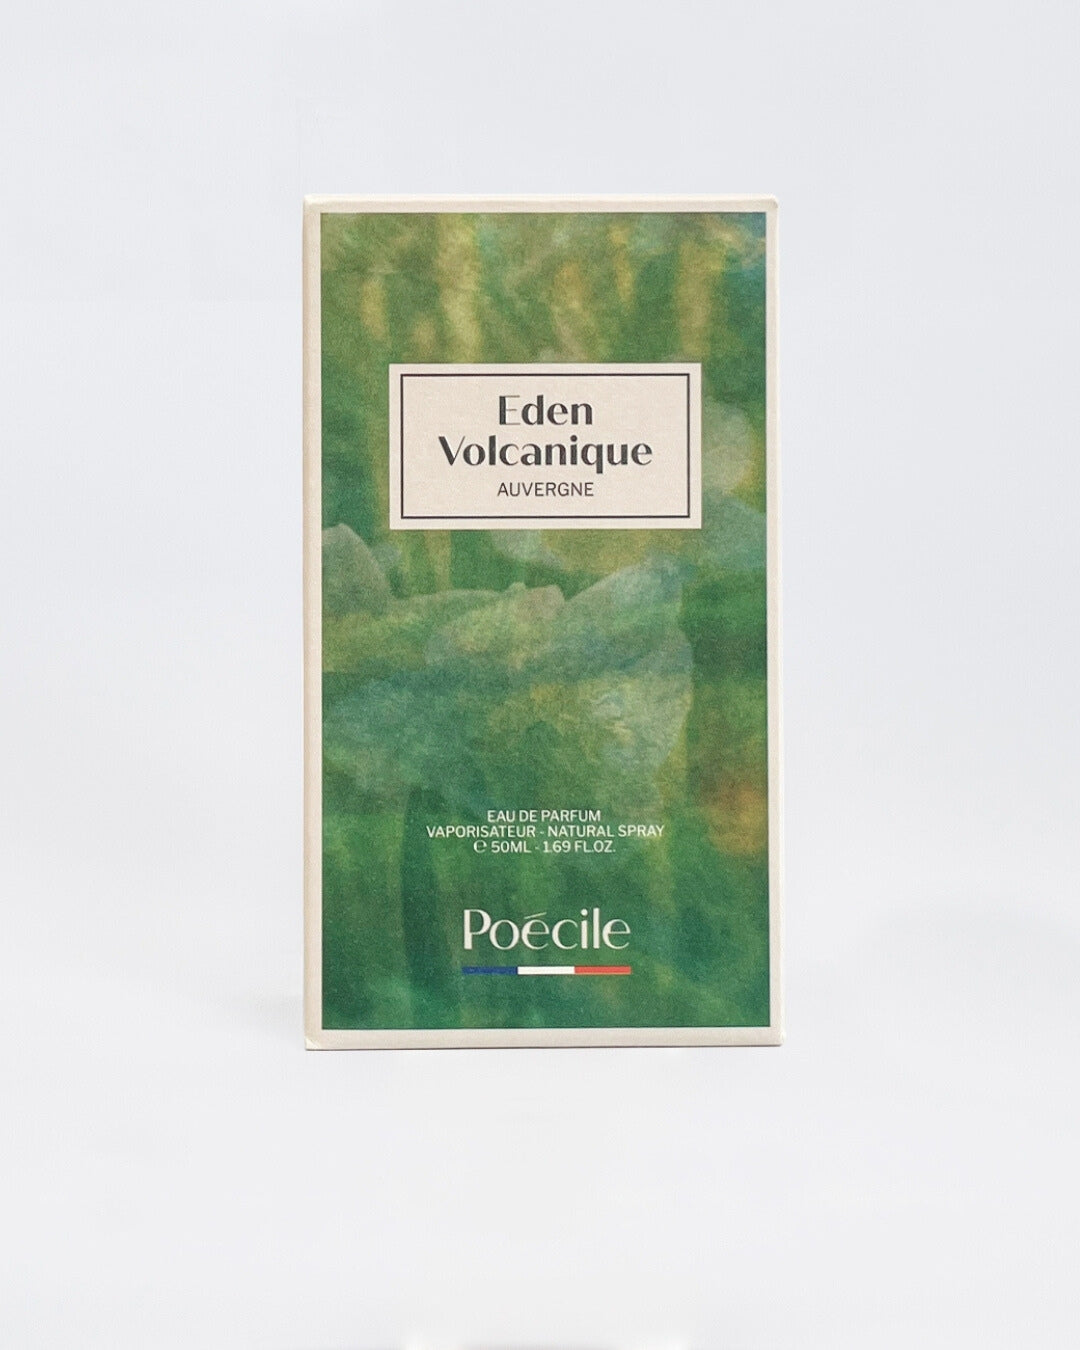 Eden
Volcanique
AUVERGNE
EAU DE PARFUM
VAPORISATEUR - NATURAL SPRAY
℮ 50ML - 1.69 FL.OZ.
Poécile